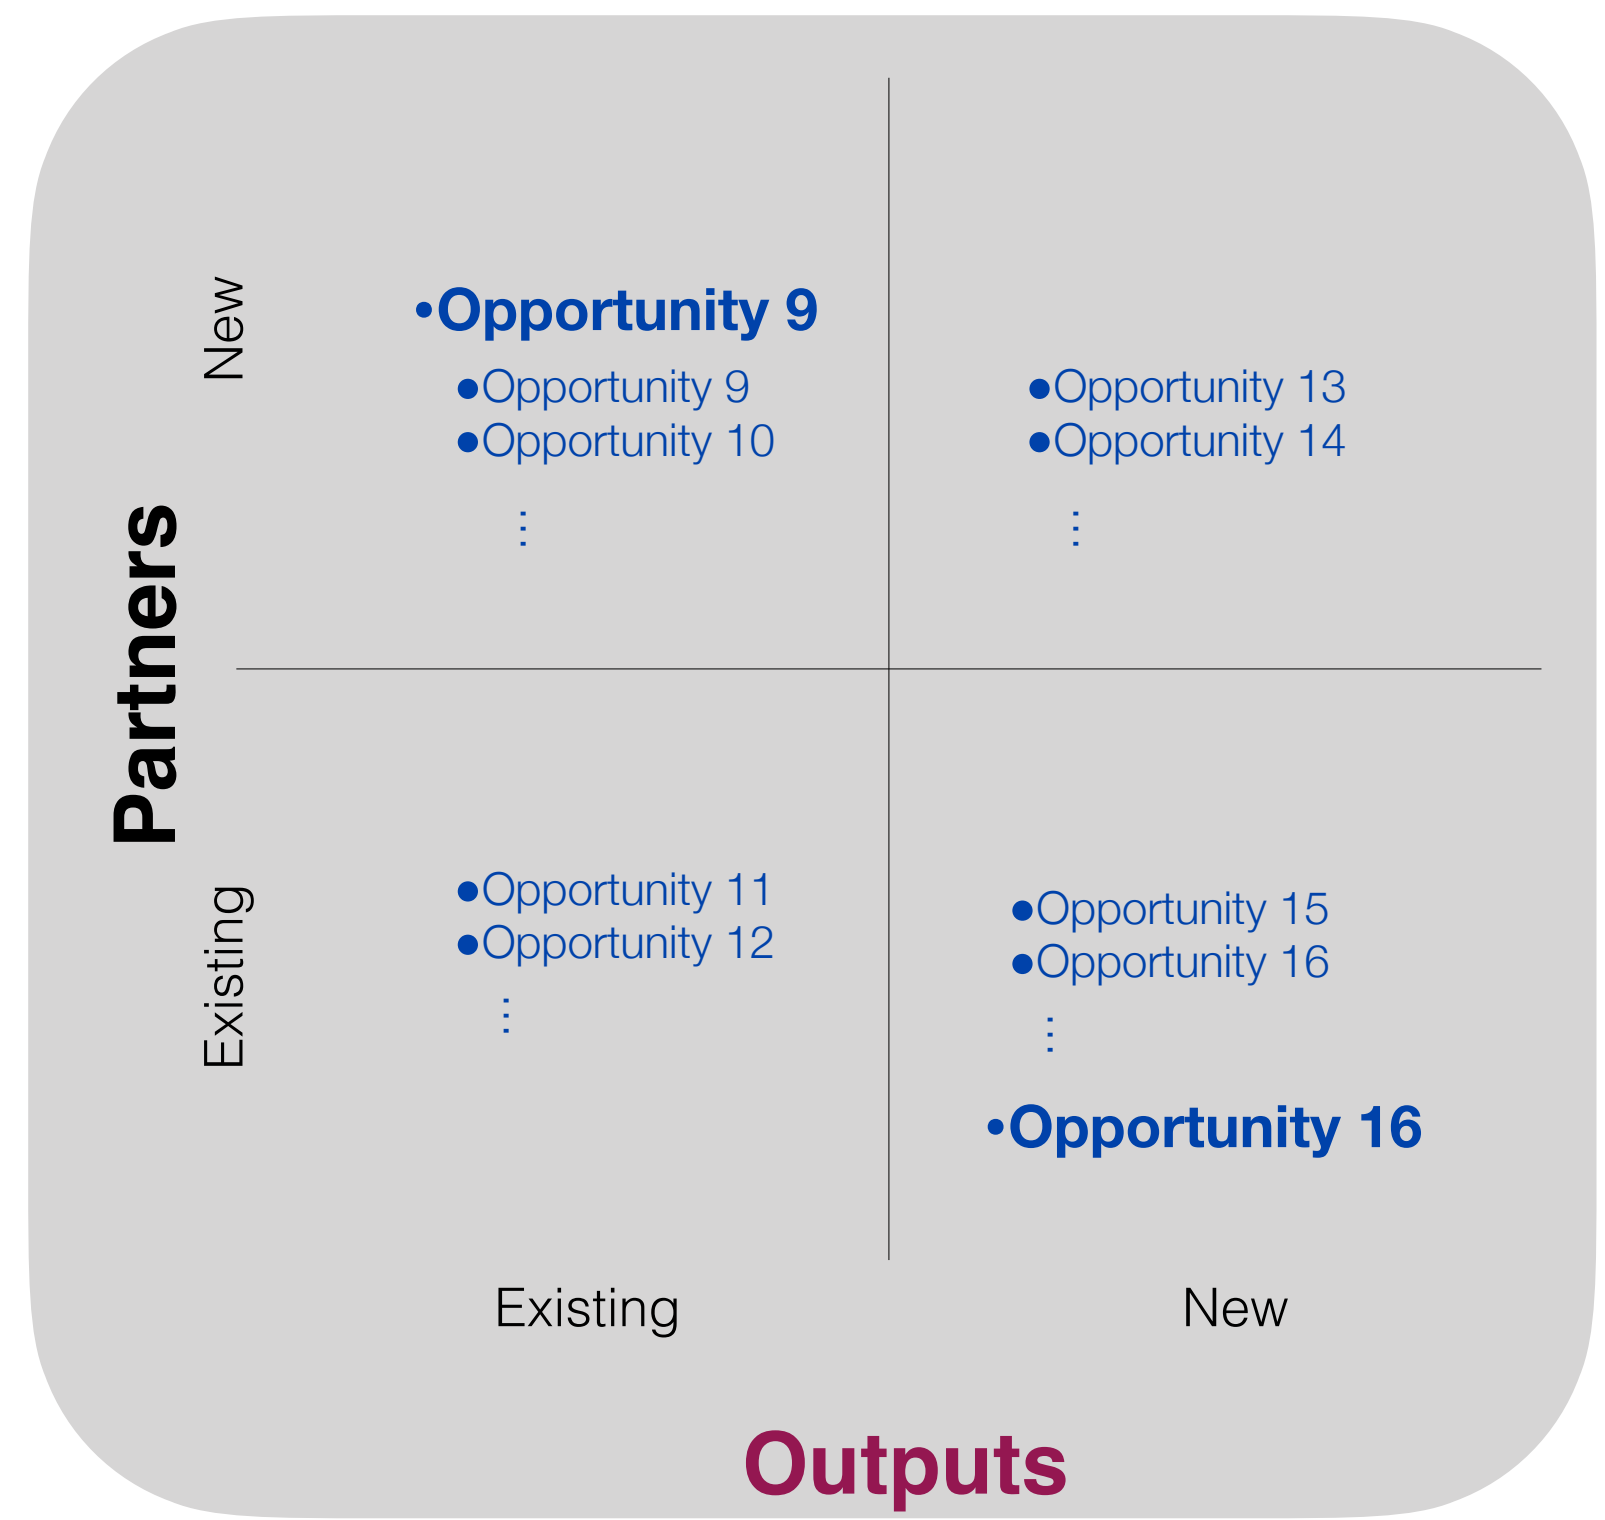 New
•Opportunity 9
•Opportunity 9
•Opportunity 10
...
•Opportunity 13
•Opportunity 14
...
Partners
Existing
•Opportunity 11
•Opportunity 12
...
•Opportunity 15
•Opportunity 16
...
•Opportunity 16
Existing
New
Outputs